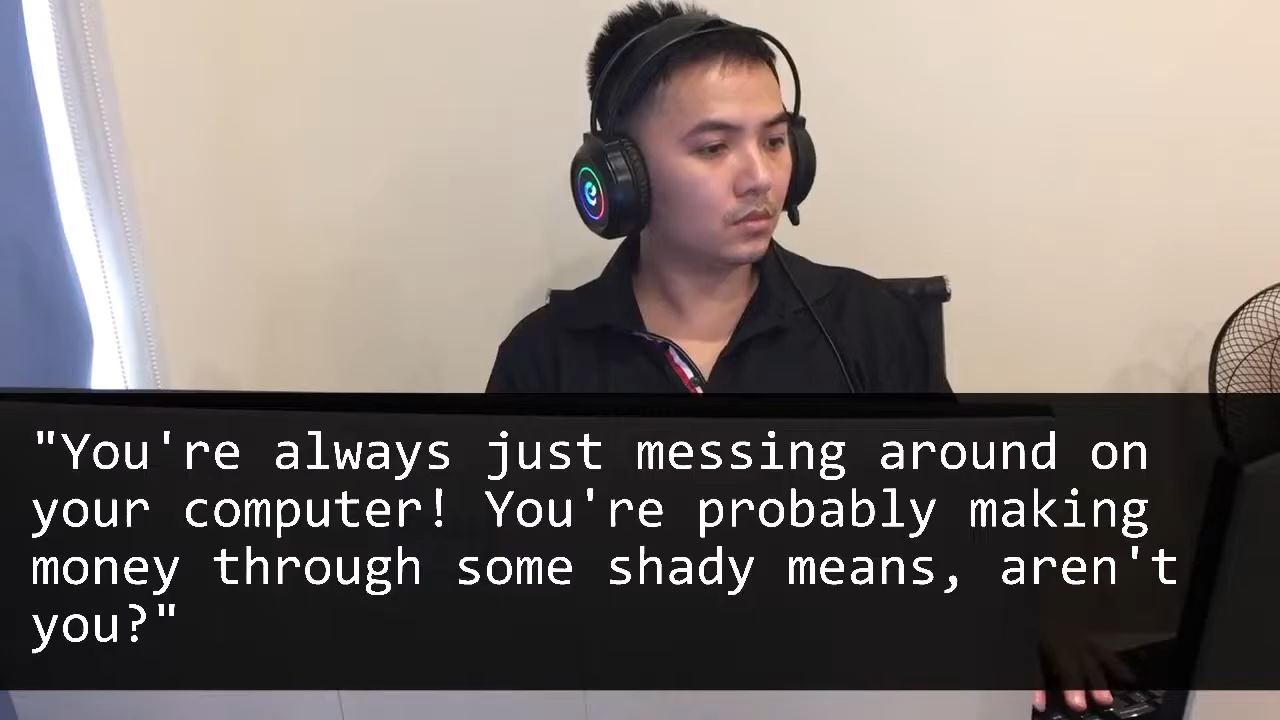 "You're always just messing around on
your computer! You're probably making
money through some shady means, aren't
you?"